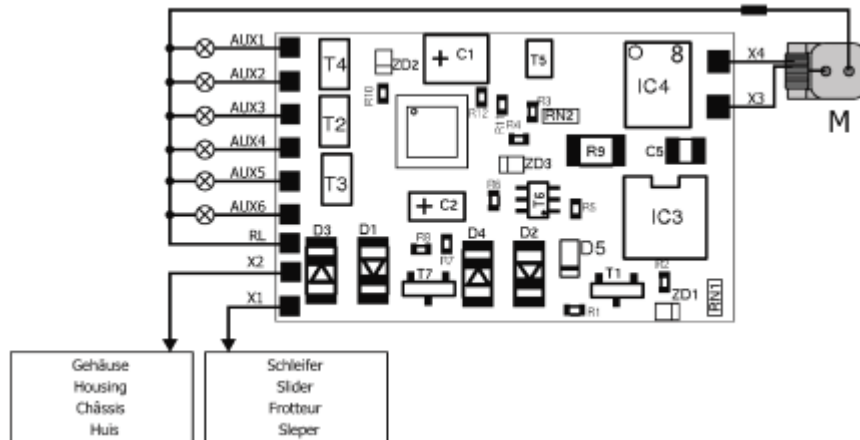 AUX1
AUX2
AUX3
AUX4
AUX5
AUX6
RL
X2
X1
T4
T2
T3
ZD2
R10
C1
R12
R11
R3
R4
RN2
T5
IC4
8
X4
X3
M
ZD3
R9
C5
C2
R6
T6
R5
IC3
D3
D1
R8
R7
T7
D4
D2
D5
T1
R2
R1
ZD1
RN1
Gehäuse
Housing
Châssis
Huis
Schleifer
Slider
Frotteur
Sleper